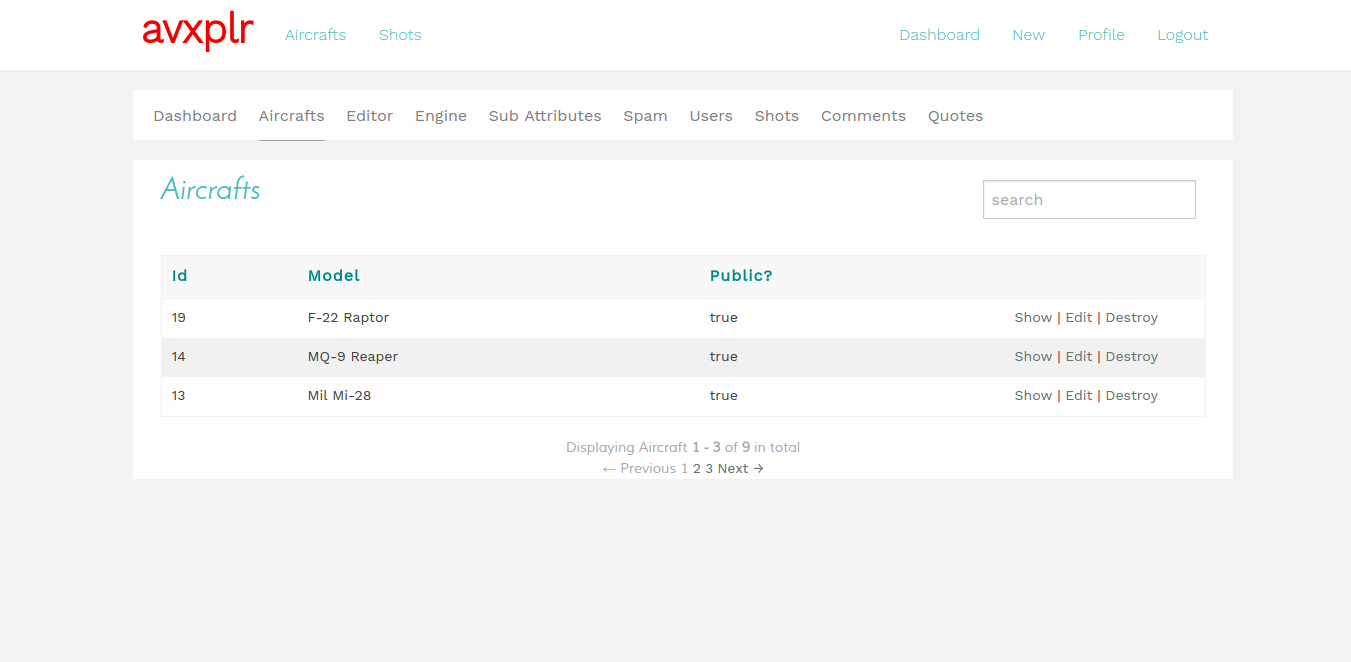 avxplr Aircrafts Shots Dashboard New Profile Logout
Dashboard Aircrafts Editor Engine Sub Attributes Spam Users Shots Comments Quotes
Aircrafts
search
Id Model Public?
19 F-22 Raptor true Show | Edit | Destroy
14 MQ-9 Reaper true Show | Edit | Destroy
13 Mil Mi-28 true Show | Edit | Destroy
Displaying Aircraft 1 - 3 of 9 in total
← Previous 1 2 3 Next →